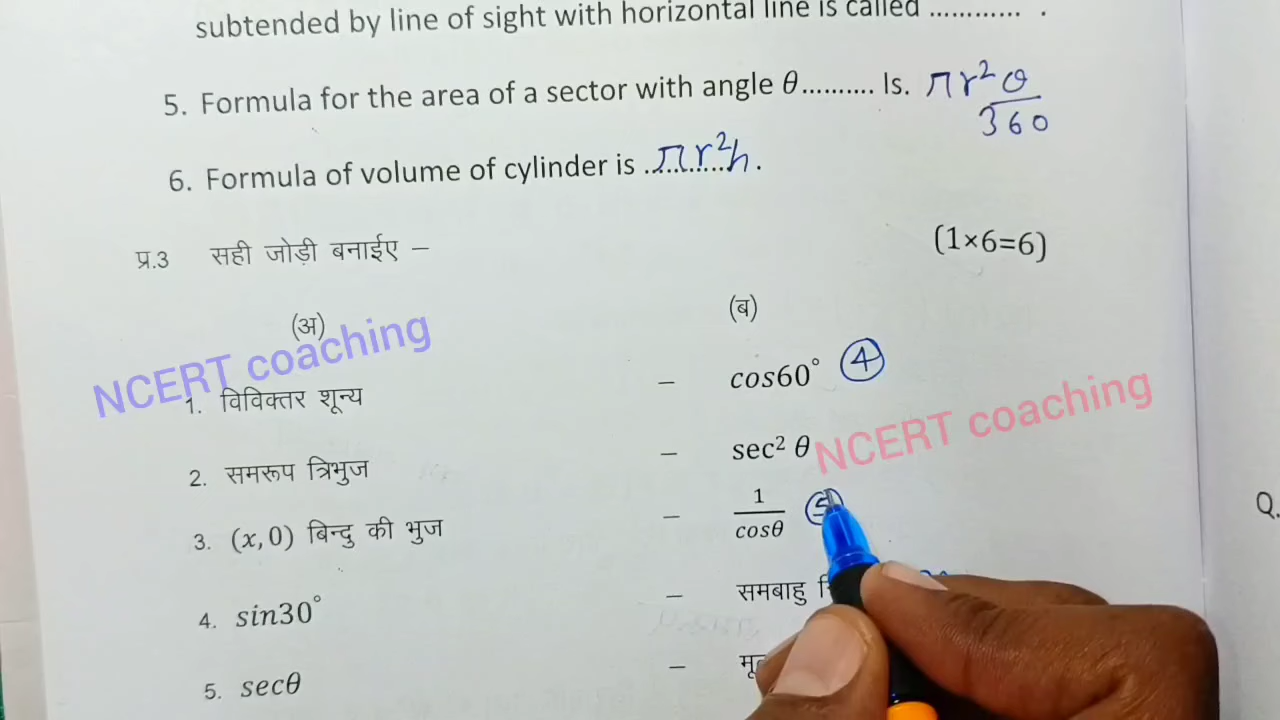 subtended by line of sight with horizontal line is called ............ .
5. Formula for the area of a sector with angle θ.......... Is. πr²θ/360
6. Formula of volume of cylinder is ............ πr²h.
प्र.3 सही जोड़ी बनाईए – (1×6=6)
(अ) (ब)
NCERT coaching
1. विविक्तर शून्य – cos60° ④
NCERT coaching
2. समरूप त्रिभुज – sec² θ
3. (x, 0) बिन्दु की भुज – 1/cosθ ⑤
Q.
4. sin30° – समबाहु
5. secθ –